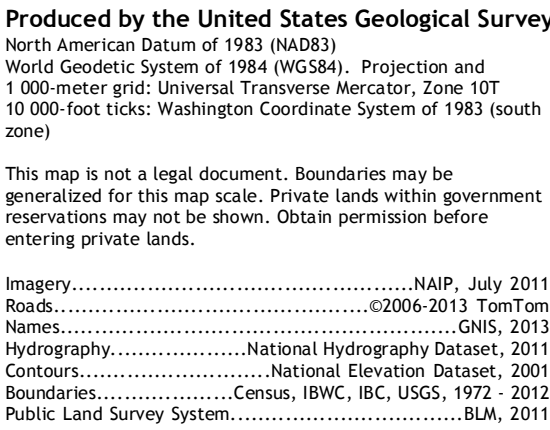 Produced by the United States Geological Survey
North American Datum of 1983 (NAD83)
World Geodetic System of 1984 (WGS84).  Projection and
1 000-meter grid: Universal Transverse Mercator, Zone 10T
10 000-foot ticks: Washington Coordinate System of 1983 (south
zone)
This map is not a legal document. Boundaries may be
generalized for this map scale. Private lands within government
reservations may not be shown. Obtain permission before
entering private lands.
Imagery.................................................NAIP, July 2011
Roads..............................................©2006-2013 TomTom
Names..........................................................GNIS, 2013
Hydrography....................National Hydrography Dataset, 2011
Contours............................National Elevation Dataset, 2001
Boundaries....................Census, IBWC, IBC, USGS, 1972 - 2012
Public Land Survey System..................................BLM, 2011